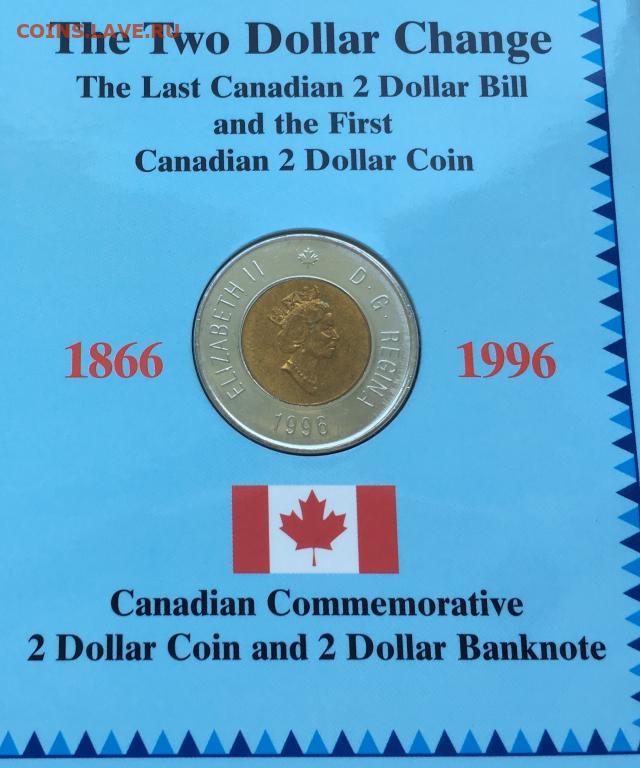 COINS.LAVE.RU
The Two Dollar Change
The Last Canadian 2 Dollar Bill
and the First
Canadian 2 Dollar Coin
ELIZABETH II D·G·REGINA
1996
1866
1996
Canadian Commemorative
2 Dollar Coin and 2 Dollar Banknote